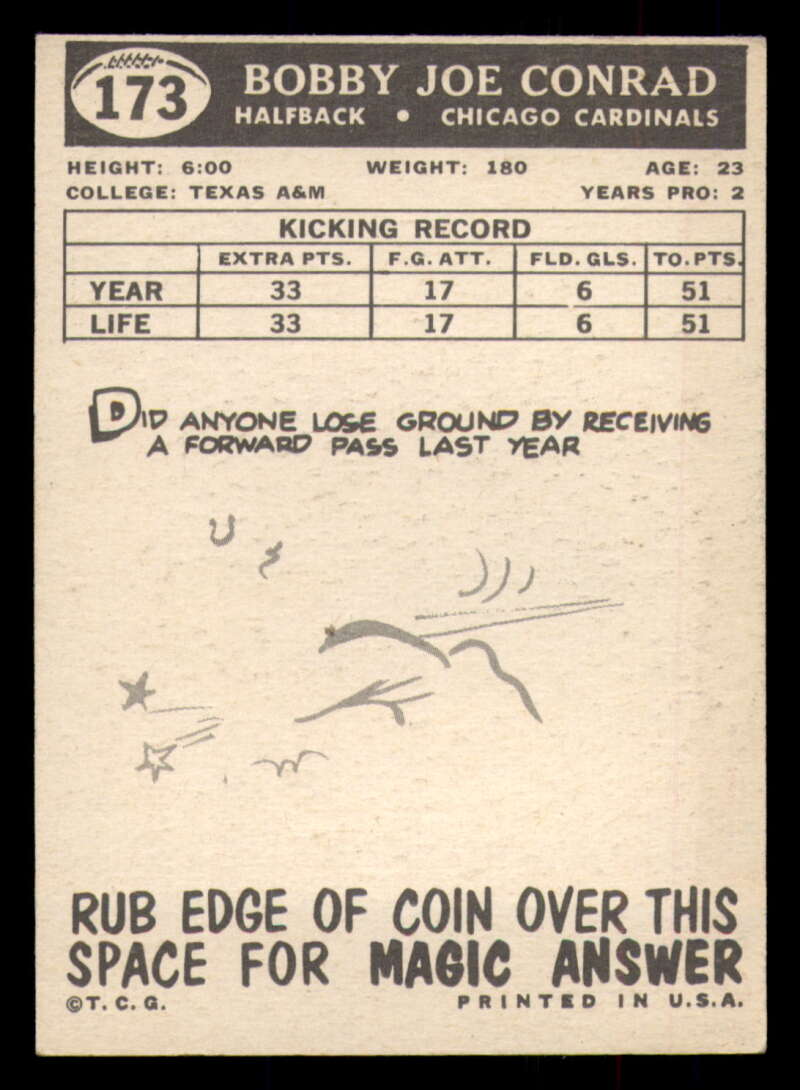 173
BOBBY JOE CONRAD
HALFBACK • CHICAGO CARDINALS
HEIGHT: 6:00 WEIGHT: 180 AGE: 23
COLLEGE: TEXAS A&M YEARS PRO: 2
KICKING RECORD
EXTRA PTS. F.G. ATT. FLD. GLS. TO. PTS.
YEAR 33 17 6 51
LIFE 33 17 6 51
DID ANYONE LOSE GROUND BY RECEIVING
A FORWARD PASS LAST YEAR
RUB EDGE OF COIN OVER THIS
SPACE FOR MAGIC ANSWER
©T.C.G. PRINTED IN U.S.A.